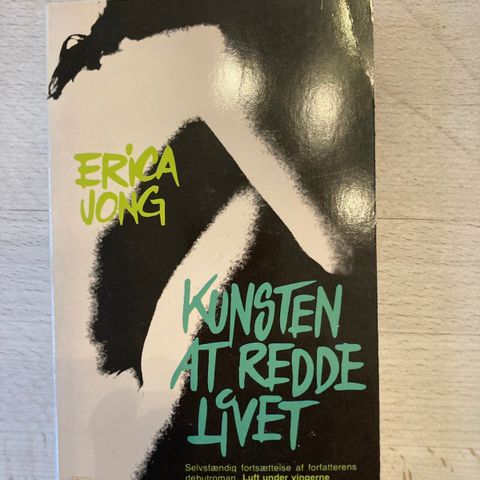 ERICA
JONG
KUNSTEN
AT REDDE
LIVET
Selvstændig fortsættelse af forfatterens
debutroman, Luft under vingerne